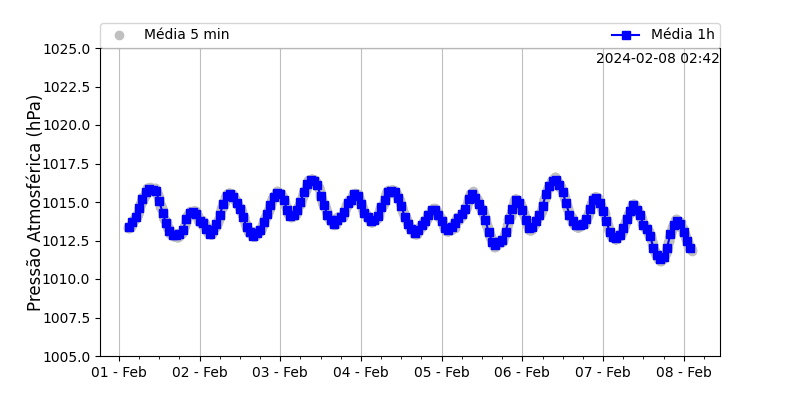 Média 5 min
Média 1h
2024-02-08 02:42
Pressão Atmosférica (hPa)
1025.0
1022.5
1020.0
1017.5
1015.0
1012.5
1010.0
1007.5
1005.0
01 - Feb
02 - Feb
03 - Feb
04 - Feb
05 - Feb
06 - Feb
07 - Feb
08 - Feb